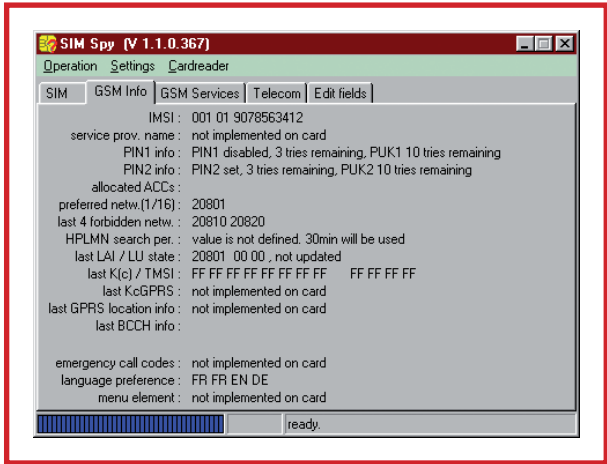 SIM Spy (V 1.1.0.367)
Operation Settings Cardreader
SIM GSM Info GSM Services Telecom Edit fields
IMSI : 001 01 9078563412
service prov. name : not implemented on card
PIN1 info : PIN1 disabled, 3 tries remaining, PUK1 10 tries remaining
PIN2 info : PIN2 set, 3 tries remaining, PUK2 10 tries remaining
allocated ACCs :
preferred netw.(1/16) : 20801
last 4 forbidden netw. : 20810 20820
HPLMN search per. : value is not defined. 30min will be used
last LAI / LU state : 20801 00 00 , not updated
last K(c) / TMSI : FF FF FF FF FF FF FF FF FF FF FF FF
last KcGPRS : not implemented on card
last GPRS location info : not implemented on card
last BCCH info :
emergency call codes : not implemented on card
language preference : FR FR EN DE
menu element : not implemented on card
ready.